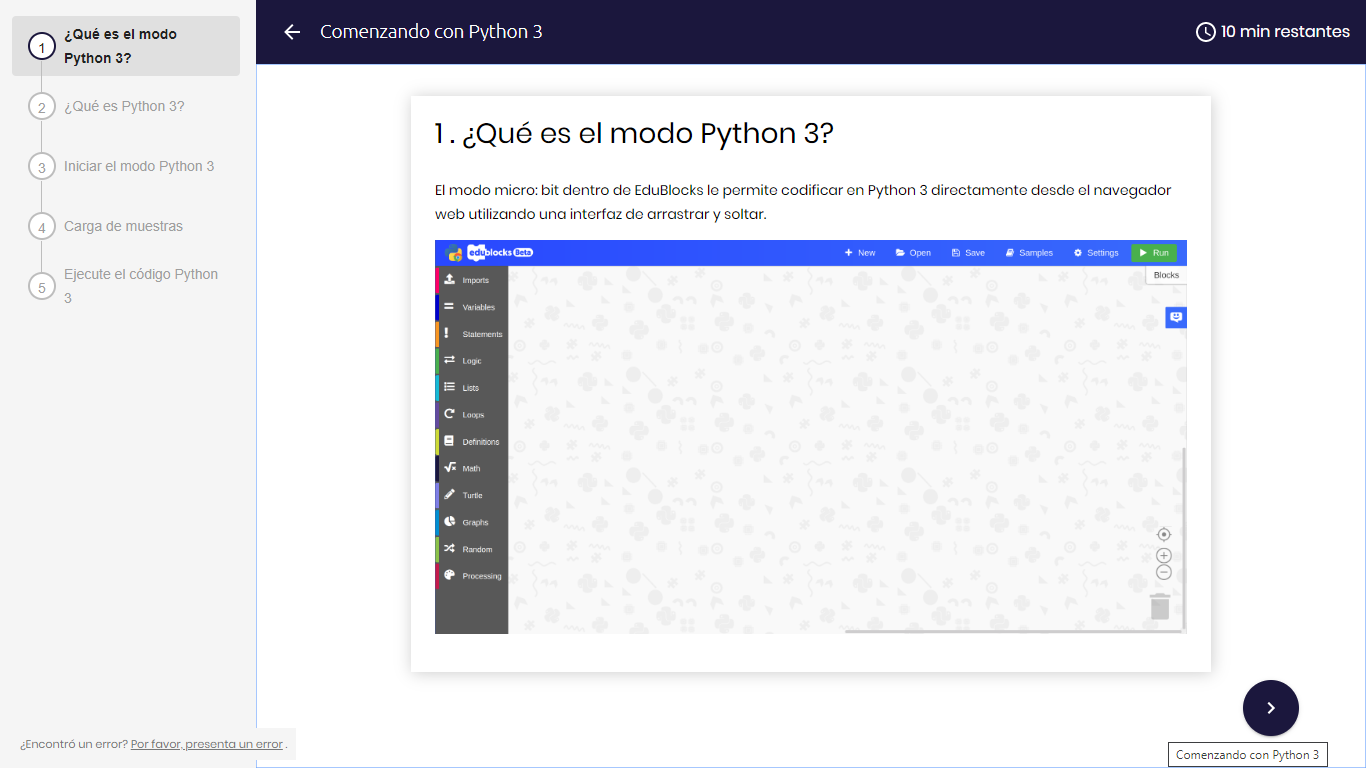 1
¿Qué es el modo
Python 3?
2
¿Qué es Python 3?
3
Iniciar el modo Python 3
4
Carga de muestras
5
Ejecute el código Python
3
¿Encontró un error? Por favor, presenta un error .
Comenzando con Python 3
10 min restantes
1. ¿Qué es el modo Python 3?
El modo micro: bit dentro de EduBlocks le permite codificar en Python 3 directamente desde el navegador
web utilizando una interfaz de arrastrar y soltar.
edublocks Beta
New
Open
Save
Samples
Settings
Run
Blocks
Imports
Variables
Statements
Logic
Lists
Loops
Definitions
Math
Turtle
Graphs
Random
Processing
Comenzando con Python 3